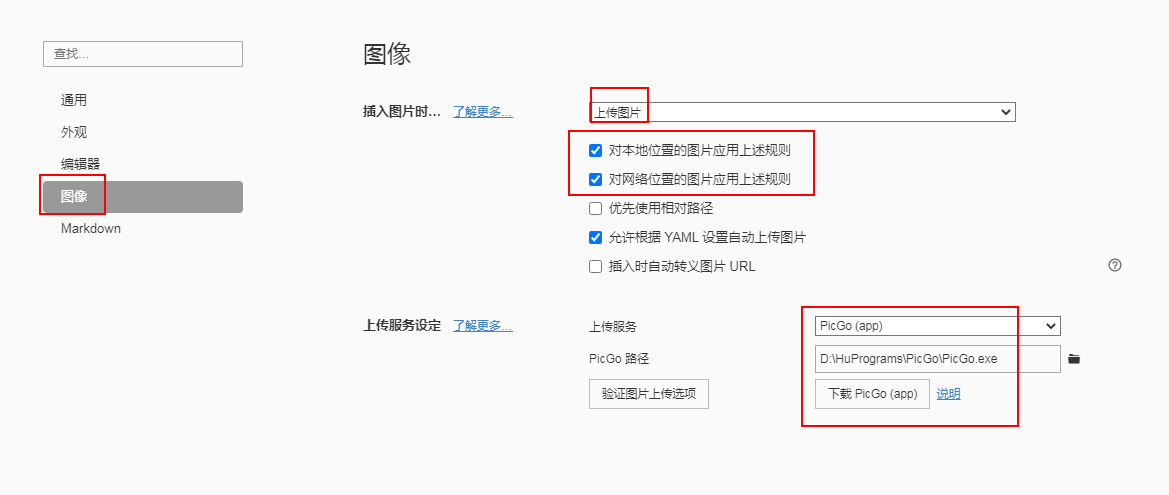 查找...
通用
外观
编辑器
图像
Markdown
图像
插入图片时... 了解更多... 上传图片
对本地位置的图片应用上述规则
对网络位置的图片应用上述规则
优先使用相对路径
允许根据 YAML 设置自动上传图片
插入时自动转义图片 URL ?
上传服务设定 了解更多... 上传服务 PicGo (app)
PicGo 路径 D:\HuPrograms\PicGo\PicGo.exe
验证图片上传选项 下载 PicGo (app) 说明